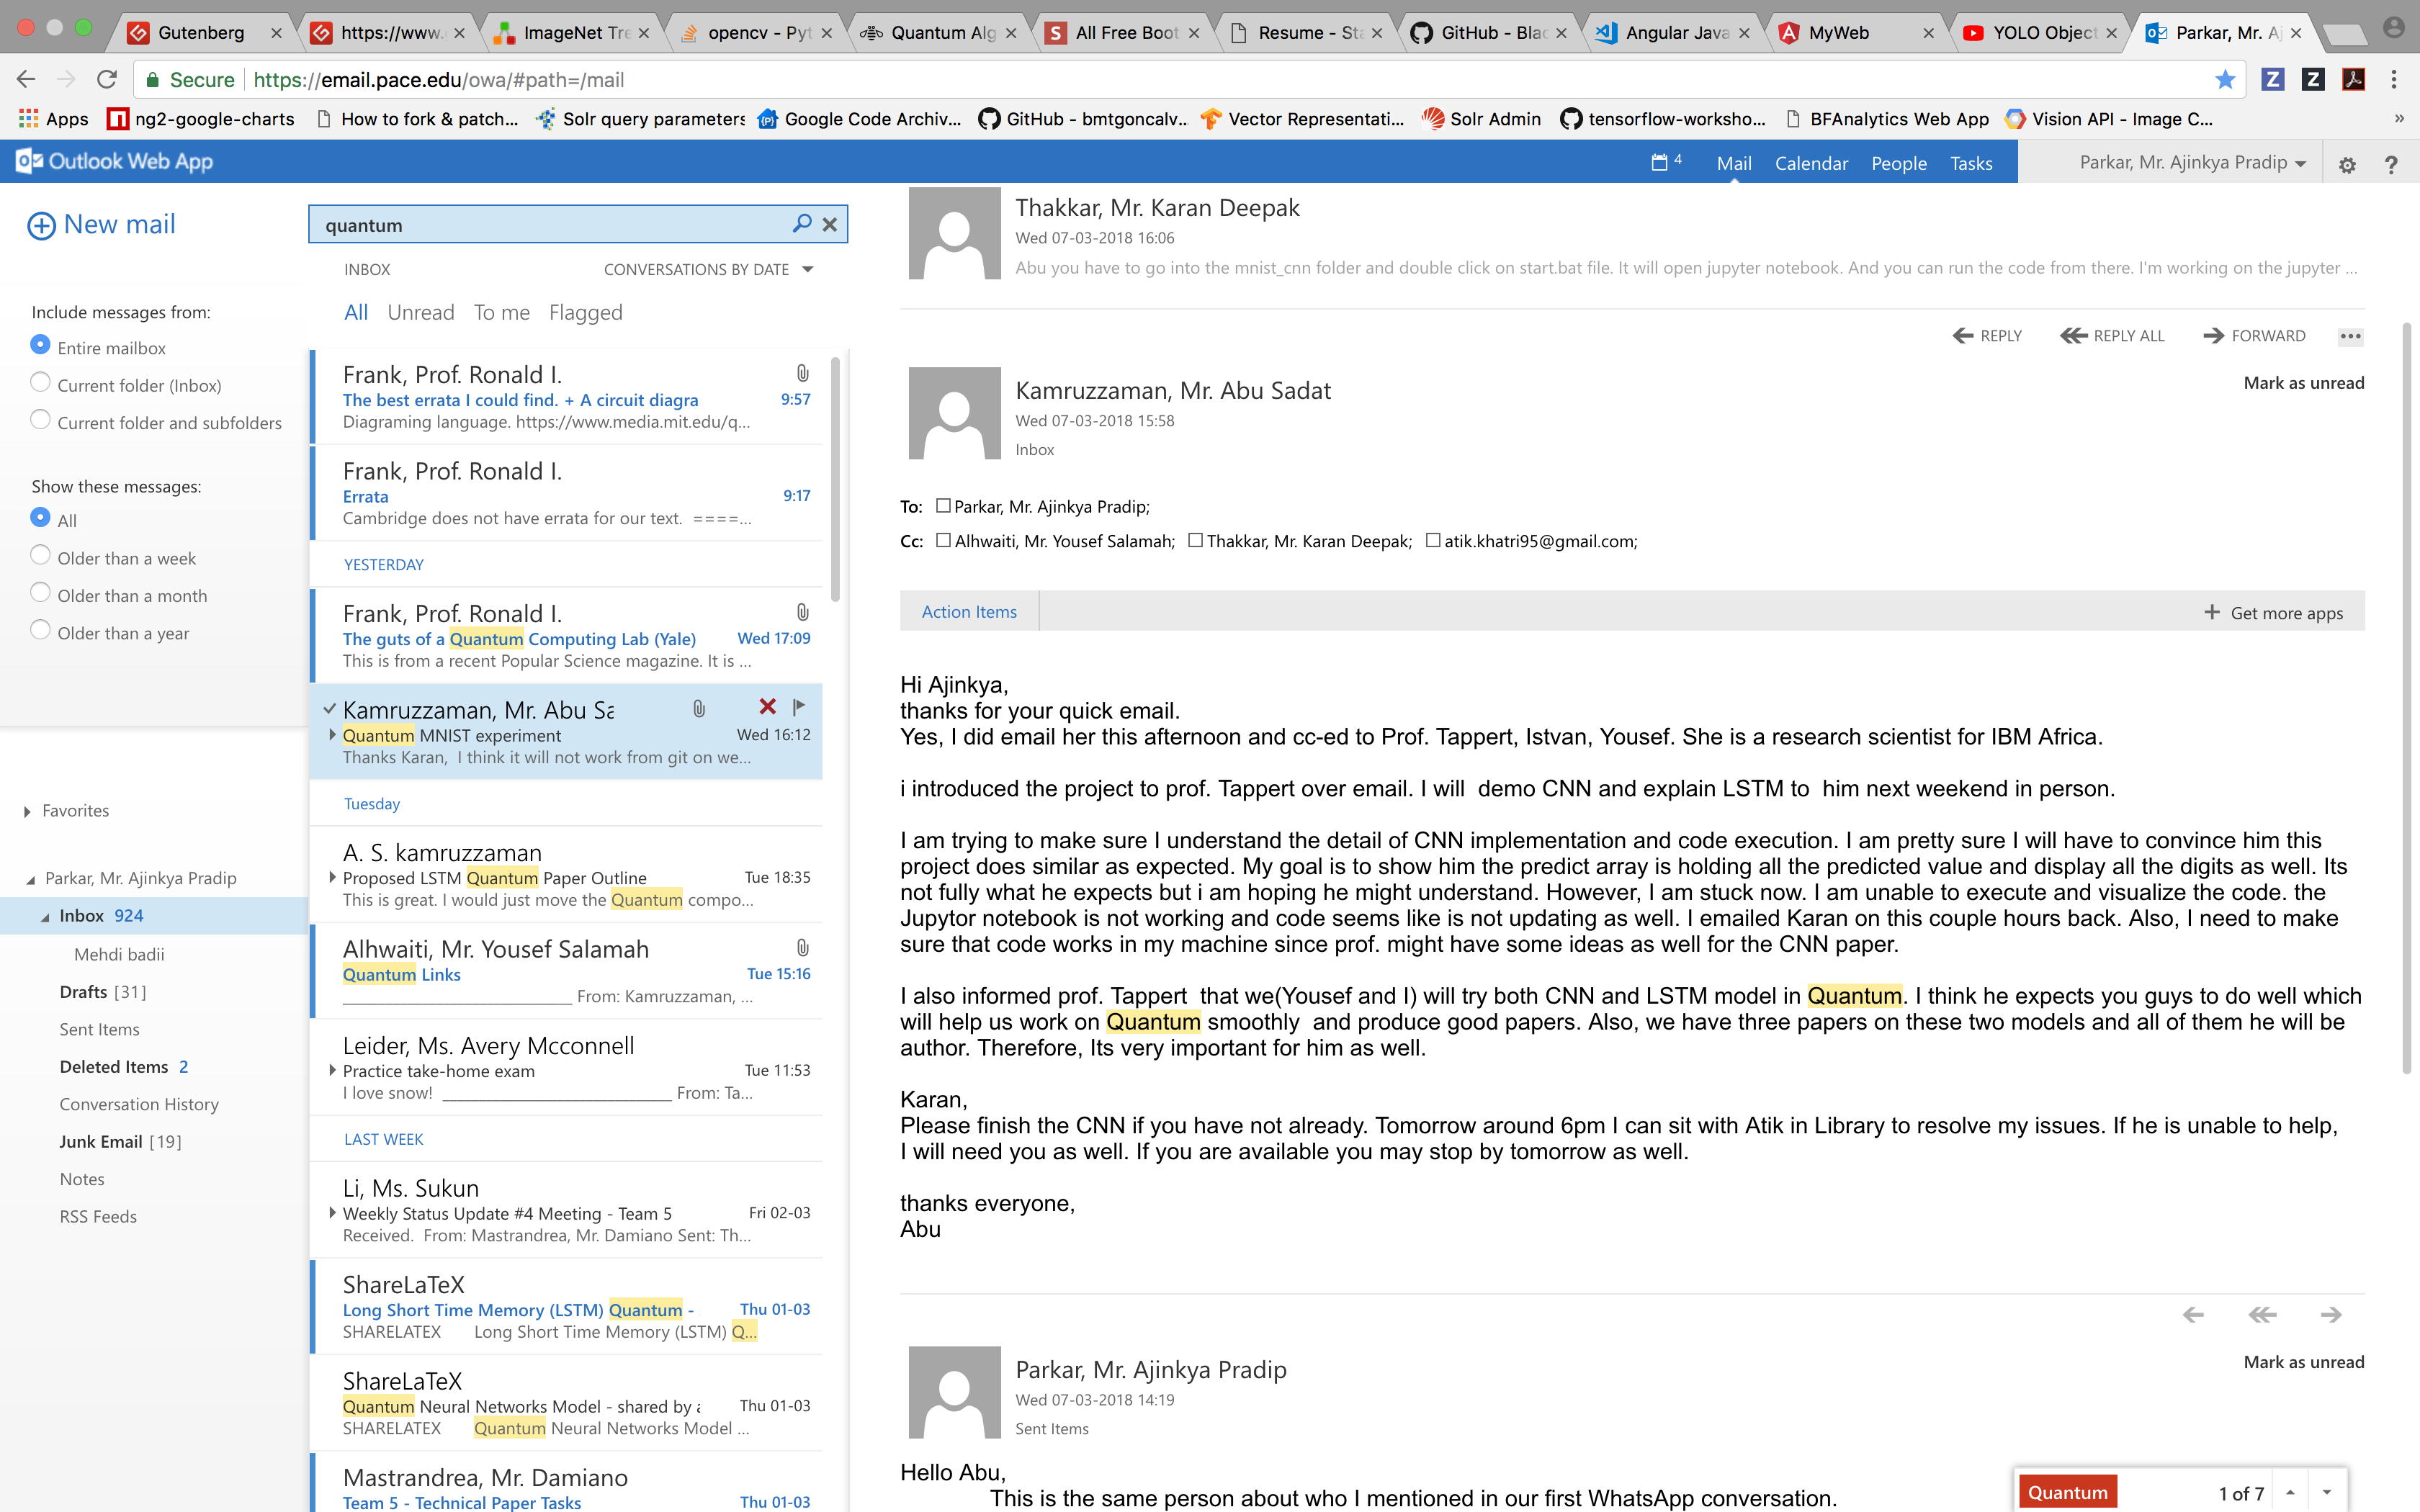 Gutenberg
https://www.
ImageNet Tre
opencv - Pyt
Quantum Alg
All Free Boot
Resume - Sta
GitHub - Blac
Angular Java
MyWeb
YOLO Object
Parkar, Mr. Aj
Secure
https://email.pace.edu/owa/#path=/mail
Apps
ng2-google-charts
How to fork & patch...
Solr query parameters
Google Code Archiv...
GitHub - bmtgoncalv...
Vector Representati...
Solr Admin
tensorflow-worksho...
BFAnalytics Web App
Vision API - Image C...
Outlook Web App
4
Mail
Calendar
People
Tasks
Parkar, Mr. Ajinkya Pradip
?
New mail
Include messages from:
Entire mailbox
Current folder (Inbox)
Current folder and subfolders
Show these messages:
All
Older than a week
Older than a month
Older than a year
Favorites
Parkar, Mr. Ajinkya Pradip
Inbox 924
Mehdi badii
Drafts [31]
Sent Items
Deleted Items 2
Conversation History
Junk Email [19]
Notes
RSS Feeds
quantum
INBOX
CONVERSATIONS BY DATE
All Unread To me Flagged
Frank, Prof. Ronald I.
The best errata I could find. + A circuit diagra 9:57
Diagraming language. https://www.media.mit.edu/q...
Frank, Prof. Ronald I.
Errata 9:17
Cambridge does not have errata for our text. ====...
YESTERDAY
Frank, Prof. Ronald I.
The guts of a Quantum Computing Lab (Yale) Wed 17:09
This is from a recent Popular Science magazine. It is ...
Kamruzzaman, Mr. Abu Sa
Quantum MNIST experiment Wed 16:12
Thanks Karan, I think it will not work from git on we...
Tuesday
A. S. kamruzzaman
Proposed LSTM Quantum Paper Outline Tue 18:35
This is great. I would just move the Quantum compo...
Alhwaiti, Mr. Yousef Salamah
Quantum Links Tue 15:16
________________________________ From: Kamruzzaman, ...
Leider, Ms. Avery Mcconnell
Practice take-home exam Tue 11:53
I love snow! ________________________________ From: Ta...
LAST WEEK
Li, Ms. Sukun
Weekly Status Update #4 Meeting - Team 5 Fri 02-03
Received. From: Mastrandrea, Mr. Damiano Sent: Th...
ShareLaTeX
Long Short Time Memory (LSTM) Quantum - Thu 01-03
SHARELATEX Long Short Time Memory (LSTM) Q...
ShareLaTeX
Quantum Neural Networks Model - shared by a Thu 01-03
SHARELATEX Quantum Neural Networks Model ...
Mastrandrea, Mr. Damiano
Team 5 - Technical Paper Tasks Thu 01-03
Thakkar, Mr. Karan Deepak
Wed 07-03-2018 16:06
Abu you have to go into the mnist_cnn folder and double click on start.bat file. It will open jupyter notebook. And you can run the code from there. I'm working on the jupyter ...
REPLY
REPLY ALL
FORWARD
Mark as unread
Kamruzzaman, Mr. Abu Sadat
Wed 07-03-2018 15:58
Inbox
To: Parkar, Mr. Ajinkya Pradip;
Cc: Alhwaiti, Mr. Yousef Salamah; Thakkar, Mr. Karan Deepak; atik.khatri95@gmail.com;
Action Items
+ Get more apps
Hi Ajinkya,
thanks for your quick email.
Yes, I did email her this afternoon and cc-ed to Prof. Tappert, Istvan, Yousef. She is a research scientist for IBM Africa.
i introduced the project to prof. Tappert over email. I will demo CNN and explain LSTM to him next weekend in person.
I am trying to make sure I understand the detail of CNN implementation and code execution. I am pretty sure I will have to convince him this
project does similar as expected. My goal is to show him the predict array is holding all the predicted value and display all the digits as well. Its
not fully what he expects but i am hoping he might understand. However, I am stuck now. I am unable to execute and visualize the code. the
Jupytor notebook is not working and code seems like is not updating as well. I emailed Karan on this couple hours back. Also, I need to make
sure that code works in my machine since prof. might have some ideas as well for the CNN paper.
I also informed prof. Tappert that we(Yousef and I) will try both CNN and LSTM model in Quantum. I think he expects you guys to do well which
will help us work on Quantum smoothly and produce good papers. Also, we have three papers on these two models and all of them he will be
author. Therefore, Its very important for him as well.
Karan,
Please finish the CNN if you have not already. Tomorrow around 6pm I can sit with Atik in Library to resolve my issues. If he is unable to help,
I will need you as well. If you are available you may stop by tomorrow as well.
thanks everyone,
Abu
Mark as unread
Parkar, Mr. Ajinkya Pradip
Wed 07-03-2018 14:19
Sent Items
Hello Abu,
This is the same person about who I mentioned in our first WhatsApp conversation.
Quantum 1 of 7